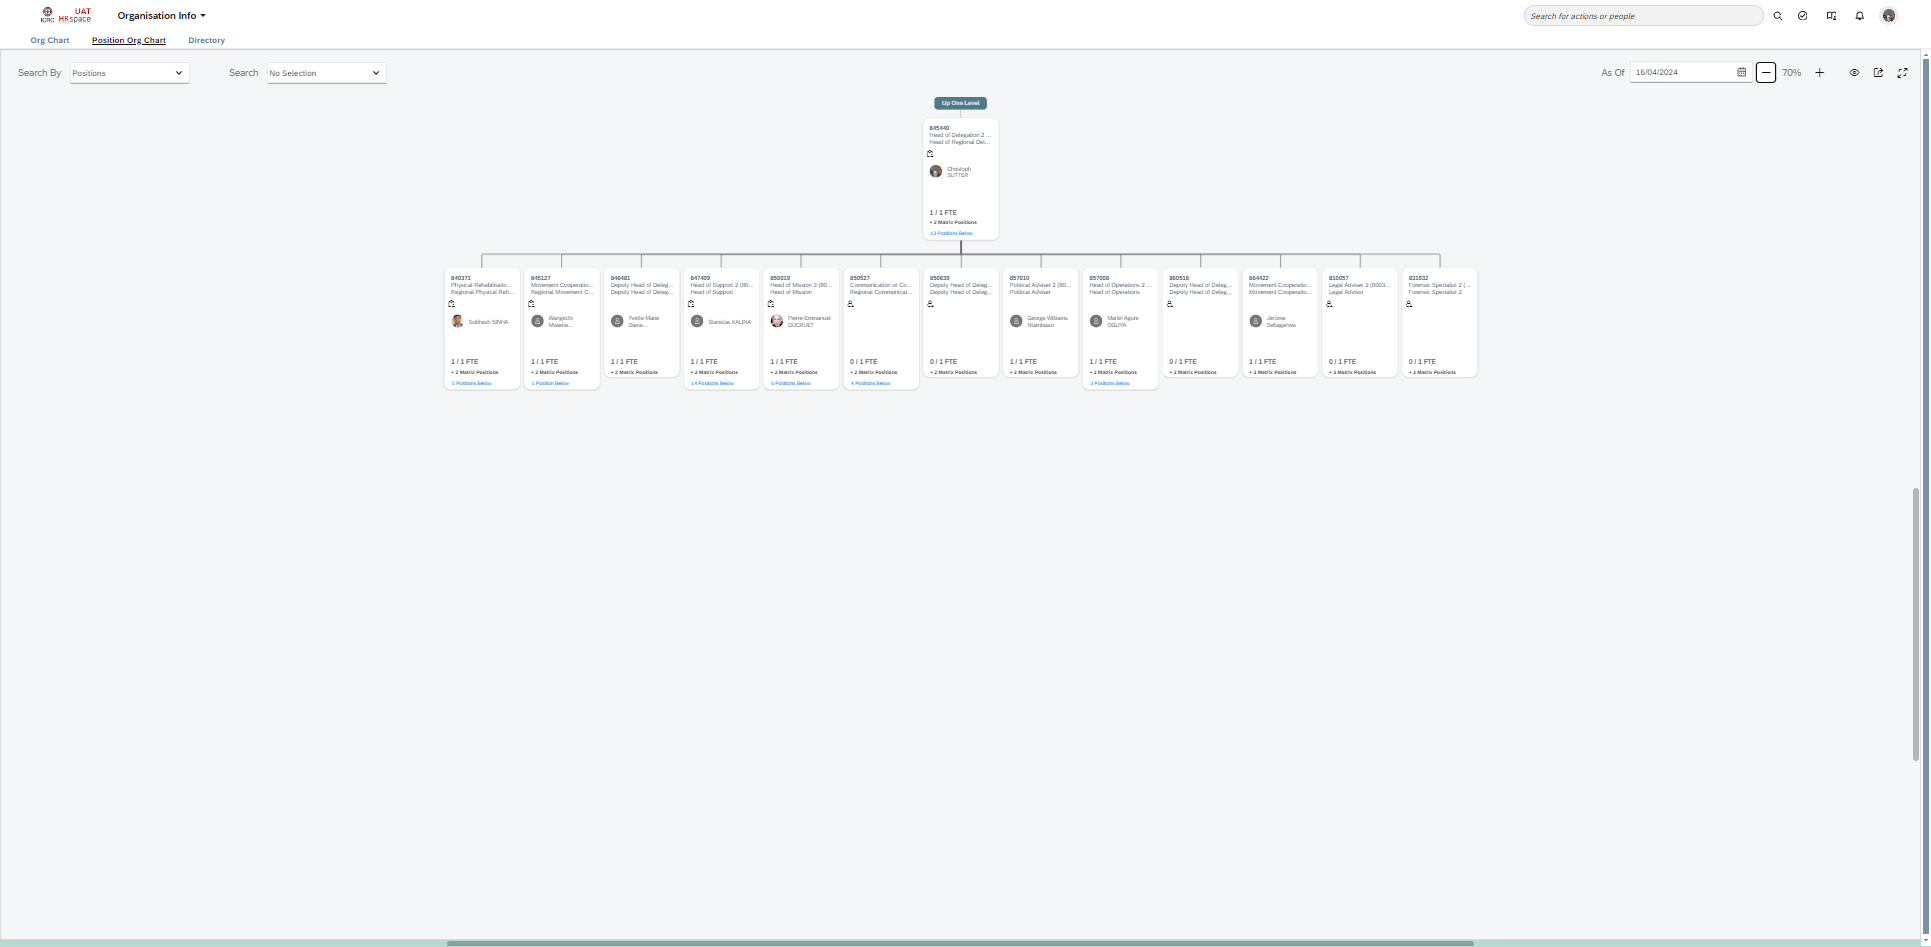 ICRC
UAT
HRspace
Organisation Info
Search for actions or people
Org Chart
Position Org Chart
Directory
Search By
Positions
Search
No Selection
As Of
16/04/2024
70%
Up One Level
845440
Head of Delegation 2 ...
Head of Regional Del...
Christoph
SUTTER
1 / 1 FTE
+ 2 Matrix Positions
13 Positions Below
840371
Physical Rehabilitatio...
Regional Physical Reh...
Subhash SINHA
1 / 1 FTE
+ 2 Matrix Positions
5 Positions Below
845127
Movement Cooperatio...
Regional Movement C...
Wangechi
Mwaria...
1 / 1 FTE
+ 2 Matrix Positions
1 Position Below
846481
Deputy Head of Deleg...
Deputy Head of Deleg...
Yvette Marie
Diane...
1 / 1 FTE
+ 2 Matrix Positions
847409
Head of Support 2 (80...
Head of Support
Stanislas KALINA
1 / 1 FTE
+ 2 Matrix Positions
14 Positions Below
850019
Head of Mission 3 (80...
Head of Mission
Pierre-Emmanuel
DUCRUET
1 / 1 FTE
+ 2 Matrix Positions
6 Positions Below
850527
Communication or Co...
Regional Communicat...
0 / 1 FTE
+ 2 Matrix Positions
4 Positions Below
850639
Deputy Head of Deleg...
Deputy Head of Deleg...
0 / 1 FTE
+ 2 Matrix Positions
857010
Political Adviser 2 (80...
Political Adviser
George Williams
Ntambaazi
1 / 1 FTE
+ 2 Matrix Positions
857008
Head of Operations 2 ...
Head of Operations
Martin Agure
OGUYA
1 / 1 FTE
+ 2 Matrix Positions
3 Positions Below
860516
Deputy Head of Deleg...
Deputy Head of Deleg...
0 / 1 FTE
+ 2 Matrix Positions
864422
Movement Cooperatio...
Movement Cooperatio...
Jérôme
Sebaganwa
1 / 1 FTE
+ 3 Matrix Positions
810057
Legal Adviser 2 (8003...
Legal Advisor
0 / 1 FTE
+ 3 Matrix Positions
831932
Forensic Specialist 2 (...
Forensic Specialist 2
0 / 1 FTE
+ 3 Matrix Positions